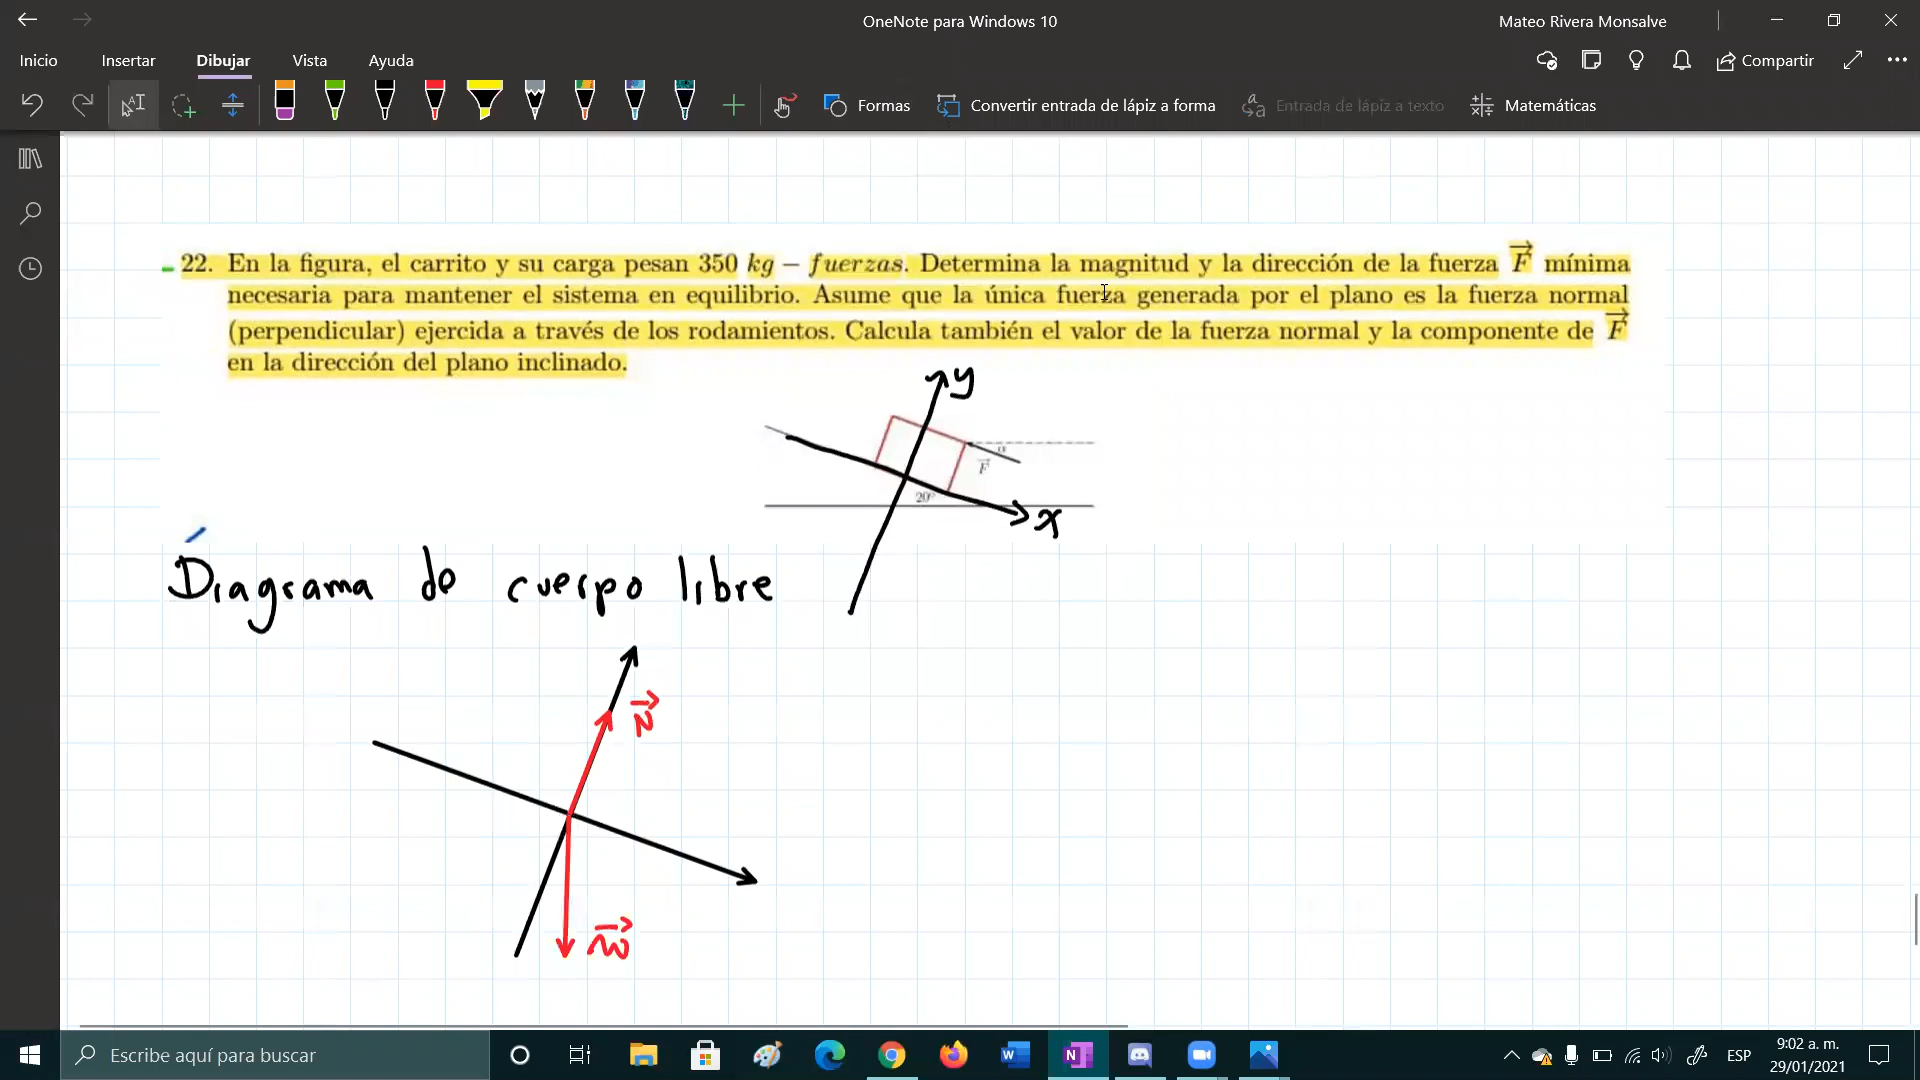 OneNote para Windows 10
Mateo Rivera Monsalve
Inicio Insertar Dibujar Vista Ayuda
Compartir
Formas Convertir entrada de lápiz a forma Entrada de lápiz a texto Matemáticas
22. En la figura, el carrito y su carga pesan 350 kg − fuerzas. Determina la magnitud y la dirección de la fuerza F mínima
necesaria para mantener el sistema en equilibrio. Asume que la única fuerza generada por el plano es la fuerza normal
(perpendicular) ejercida a través de los rodamientos. Calcula también el valor de la fuerza normal y la componente de F
en la dirección del plano inclinado.
y
α
F
20°
x
Diagrama de cuerpo libre
N
w
Escribe aquí para buscar
ESP
9:02 a. m.
29/01/2021